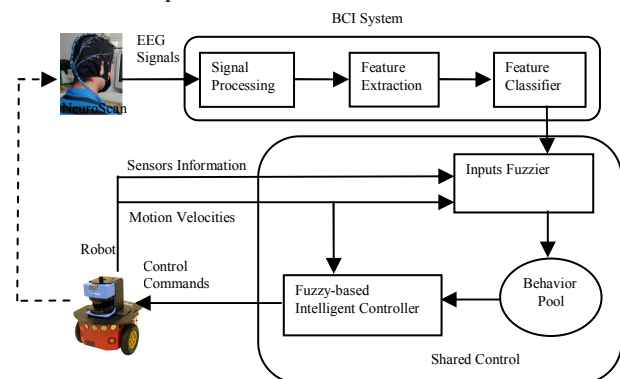 BCI System
EEG
Signals
Signal
Processing
Feature
Extraction
Feature
Classifier
NeuroScan
Sensors Information
Inputs Fuzzier
Motion Velocities
Robot
Control
Commands
Fuzzy-based
Intelligent Controller
Behavior
Pool
Shared Control